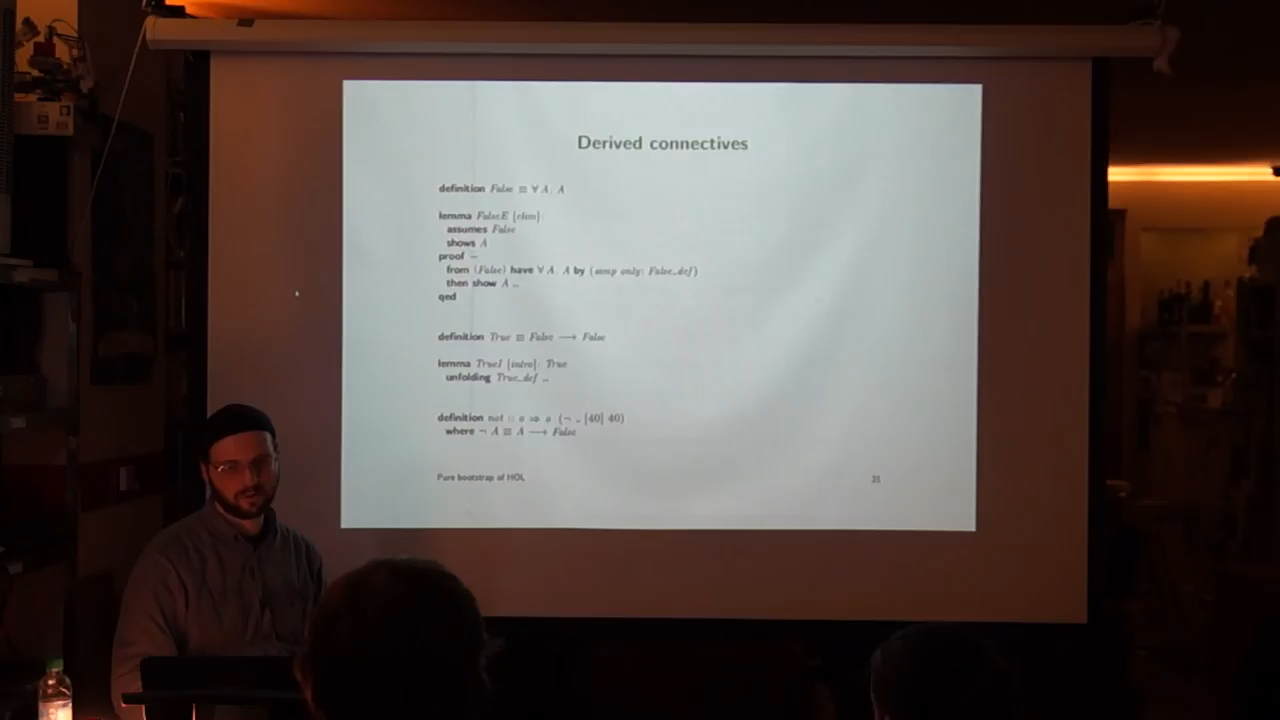 Derived connectives
definition False ≡ ∀ A. A
lemma FalseE [elim]:
assumes False
shows A
proof −
from ⟨False⟩ have ∀ A. A by (simp only: False_def)
then show A ..
qed
definition True ≡ False ⟶ False
lemma TrueI [intro]: True
unfolding True_def ..
definition not :: o ⇒ o (¬ _ [40] 40)
where ¬ A ≡ A ⟶ False
Pure bootstrap of HOL